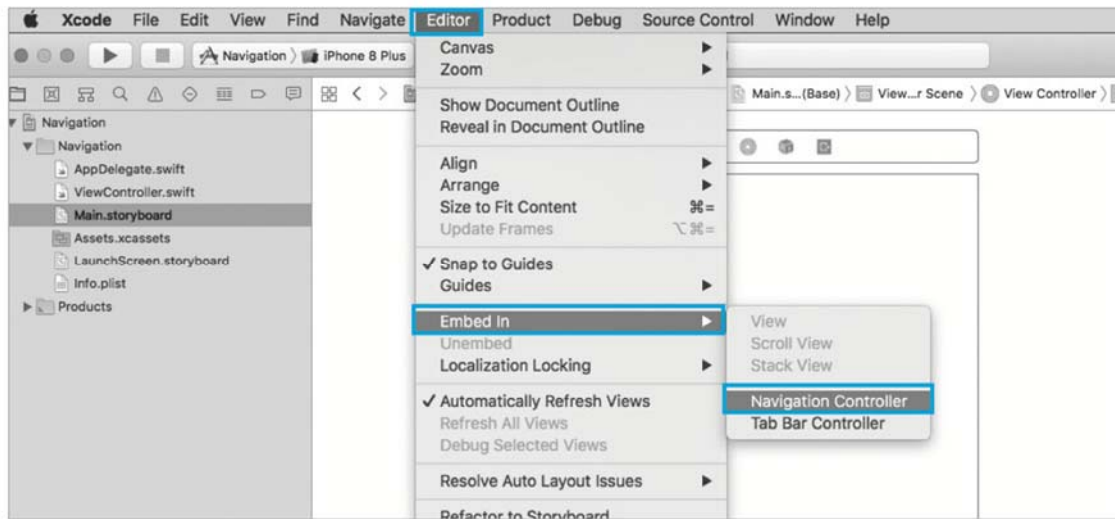 Xcode File Edit View Find Navigate Editor Product Debug Source Control Window Help
Navigation 〉 iPhone 8 Plus
Main.s...(Base) 〉 View...r Scene 〉 View Controller 〉
Navigation
Navigation
AppDelegate.swift
ViewController.swift
Main.storyboard
Assets.xcassets
LaunchScreen.storyboard
Info.plist
Products
Canvas
Zoom
Show Document Outline
Reveal in Document Outline
Align
Arrange
Size to Fit Content ⌘=
Update Frames ⌥⌘=
✓ Snap to Guides
Guides
Embed In
Unembed
Localization Locking
✓ Automatically Refresh Views
Refresh All Views
Debug Selected Views
Resolve Auto Layout Issues
Refactor to Storyboard
View
Scroll View
Stack View
Navigation Controller
Tab Bar Controller